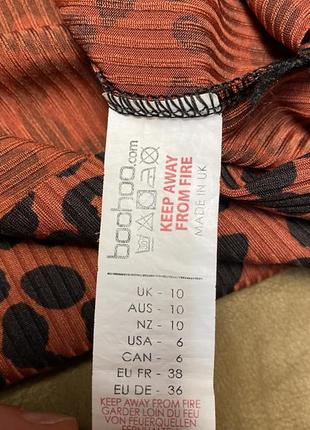 boohoo.com
KEEP AWAY
FROM FIRE
MADE IN UK
UK - 10
AUS - 10
NZ - 10
USA - 6
CAN - 6
EU FR - 38
EU DE - 36
KEEP AWAY FROM FIRE
GARDER LOIN DU FEU
VON FEUERQUELLEN
FERNHALTEN